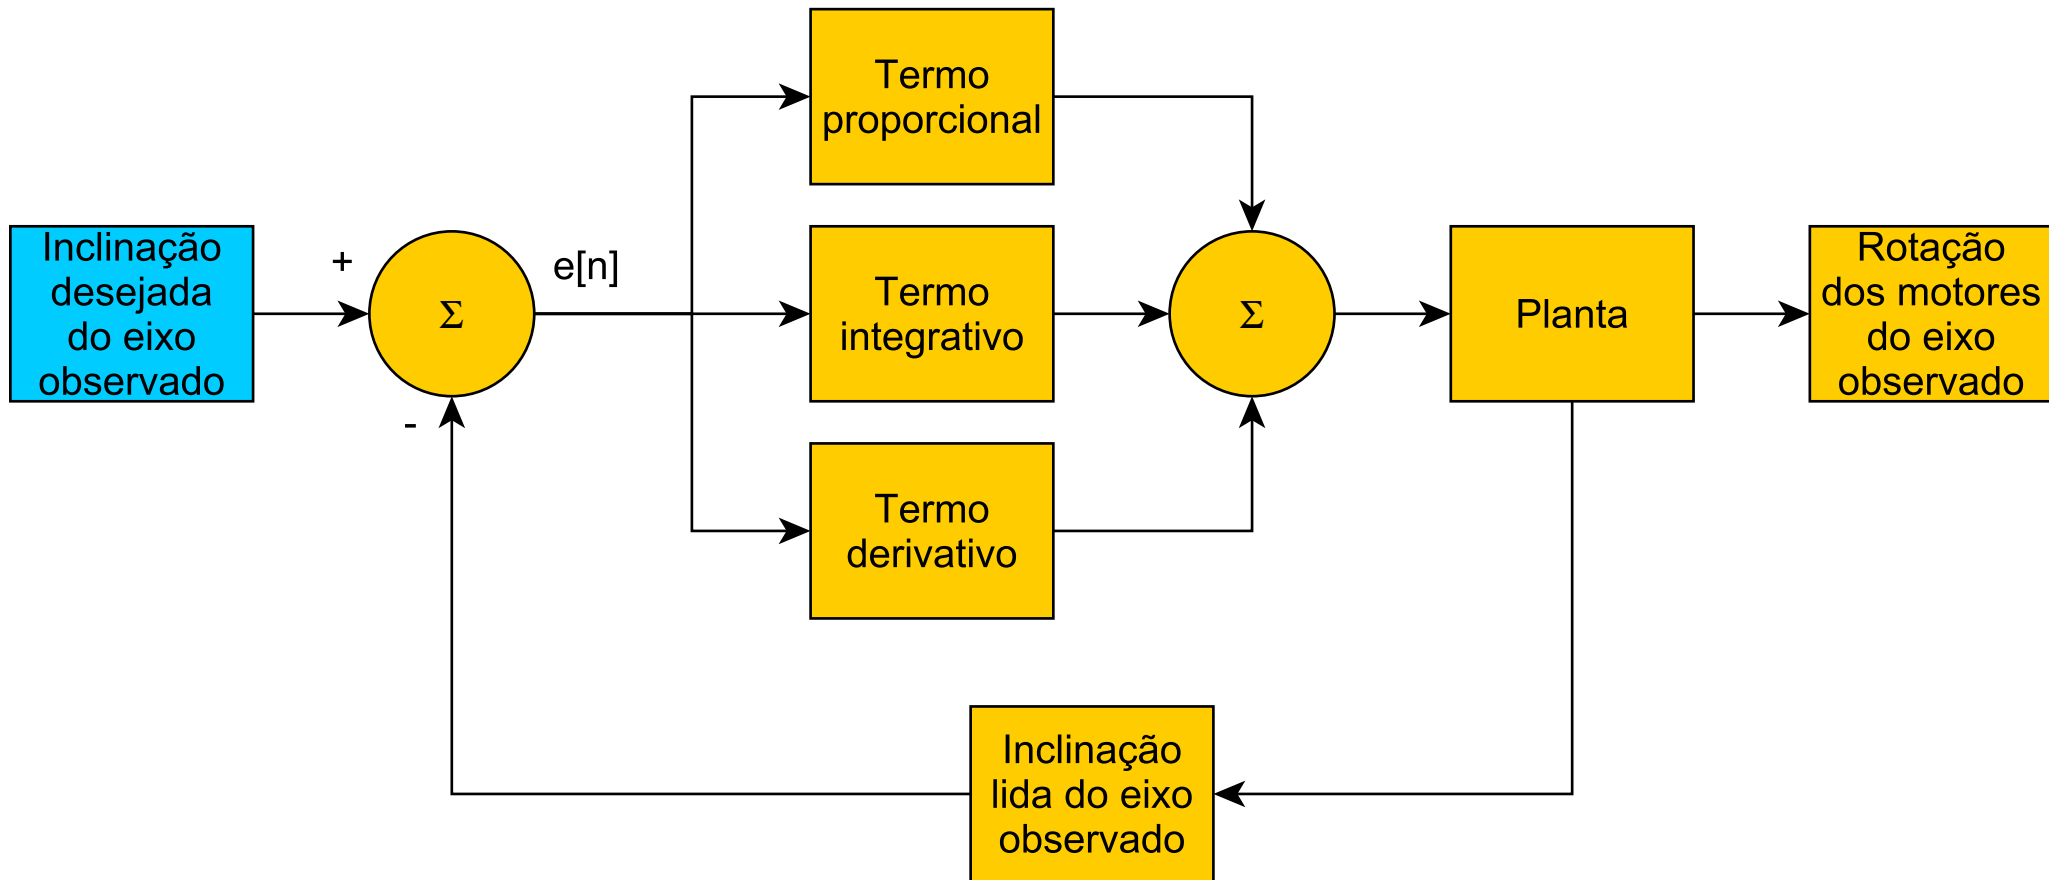 Termo
proporcional
Inclinação
desejada
do eixo
observado
+
Σ
-
e[n]
Termo
integrativo
Σ
Planta
Rotação
dos motores
do eixo
observado
Termo
derivativo
Inclinação
lida do eixo
observado